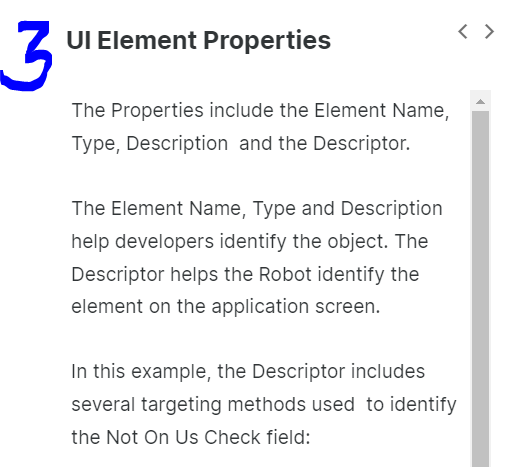 3 UI Element Properties
The Properties include the Element Name,
Type, Description  and the Descriptor.
The Element Name, Type and Description
help developers identify the object. The
Descriptor helps the Robot identify the
element on the application screen.
In this example, the Descriptor includes
several targeting methods used  to identify
the Not On Us Check field: